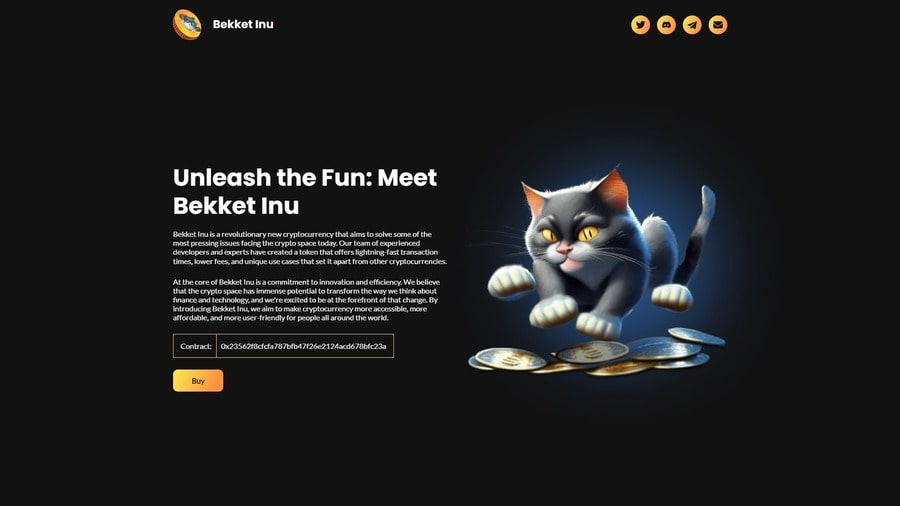 Bekket Inu
Unleash the Fun: Meet
Bekket Inu
Bekket Inu is a revolutionary new cryptocurrency that aims to solve some of the
most pressing issues facing the crypto space today. Our team of experienced
developers and experts have created a token that offers lightning-fast transaction
times, lower fees, and unique use cases that set it apart from other cryptocurrencies.
At the core of Bekket Inu is a commitment to innovation and efficiency. We believe
that the crypto space has immense potential to transform the way we think about
finance and technology, and we're excited to be at the forefront of that change. By
introducing Bekket Inu, we aim to make cryptocurrency more accessible, more
affordable, and more user-friendly for people all around the world.
Contract: 0x23562f8cfcfa787bfb47f26e2124acd678bfc23a
Buy